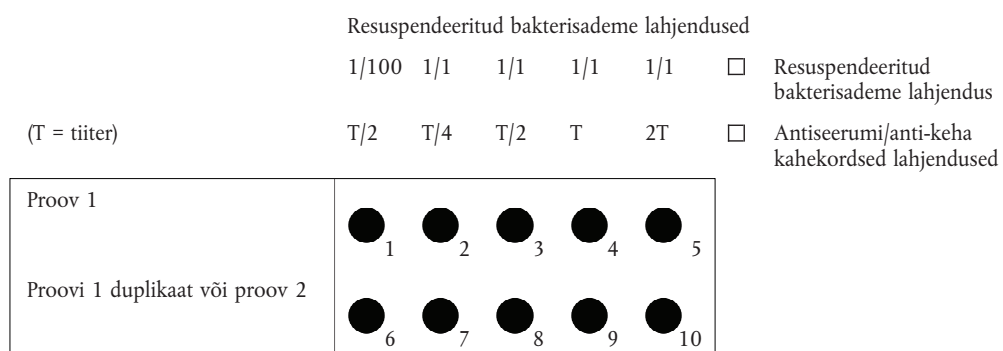 Resuspendeeritud bakterisademe lahjendused
1/100 1/1 1/1 1/1 1/1 □ Resuspendeeritud
bakterisademe lahjendus
(T = tiiter) T/2 T/4 T/2 T 2T □ Antiseerumi/anti-keha
kahekordsed lahjendused
Proov 1
1 2 3 4 5
Proovi 1 duplikaat või proov 2
6 7 8 9 10